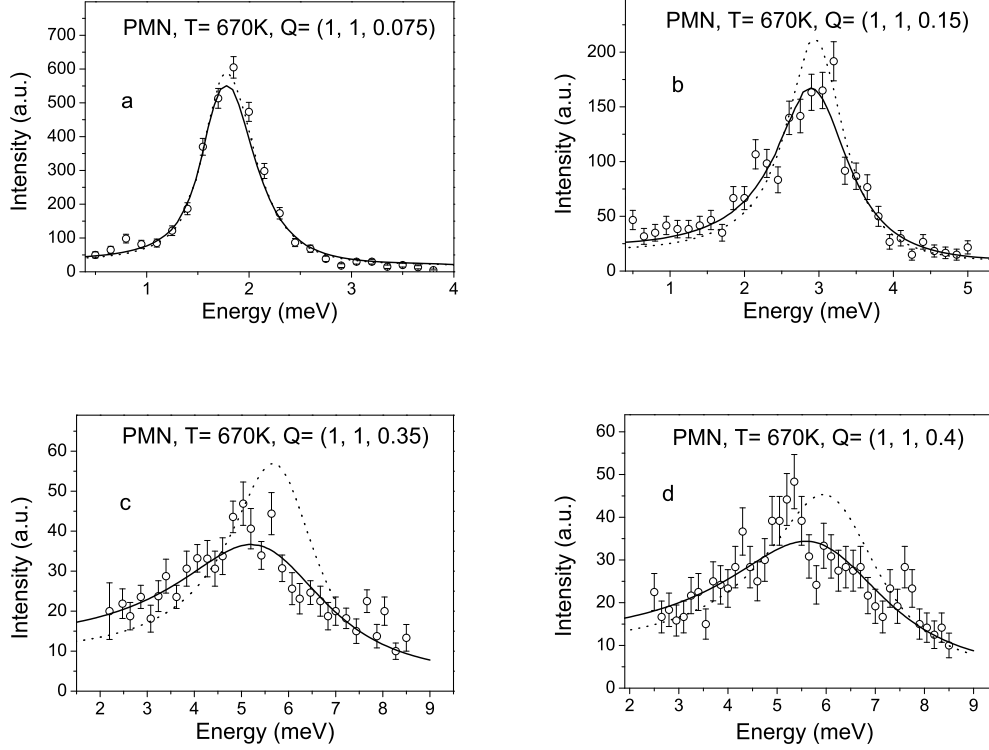 PMN, T= 670K, Q= (1, 1, 0.075)
a
Intensity (a.u.)
700
600
500
400
300
200
100
0
1 2 3 4
Energy (meV)
PMN, T= 670K, Q= (1, 1, 0.15)
b
Intensity (a.u.)
200
150
100
50
0
1 2 3 4 5
Energy (meV)
PMN, T= 670K, Q= (1, 1, 0.35)
c
Intensity (a.u.)
60
50
40
30
20
10
0
2 3 4 5 6 7 8 9
Energy (meV)
PMN, T= 670K, Q= (1, 1, 0.4)
d
Intensity (a.u.)
60
50
40
30
20
10
0
2 3 4 5 6 7 8 9
Energy (meV)